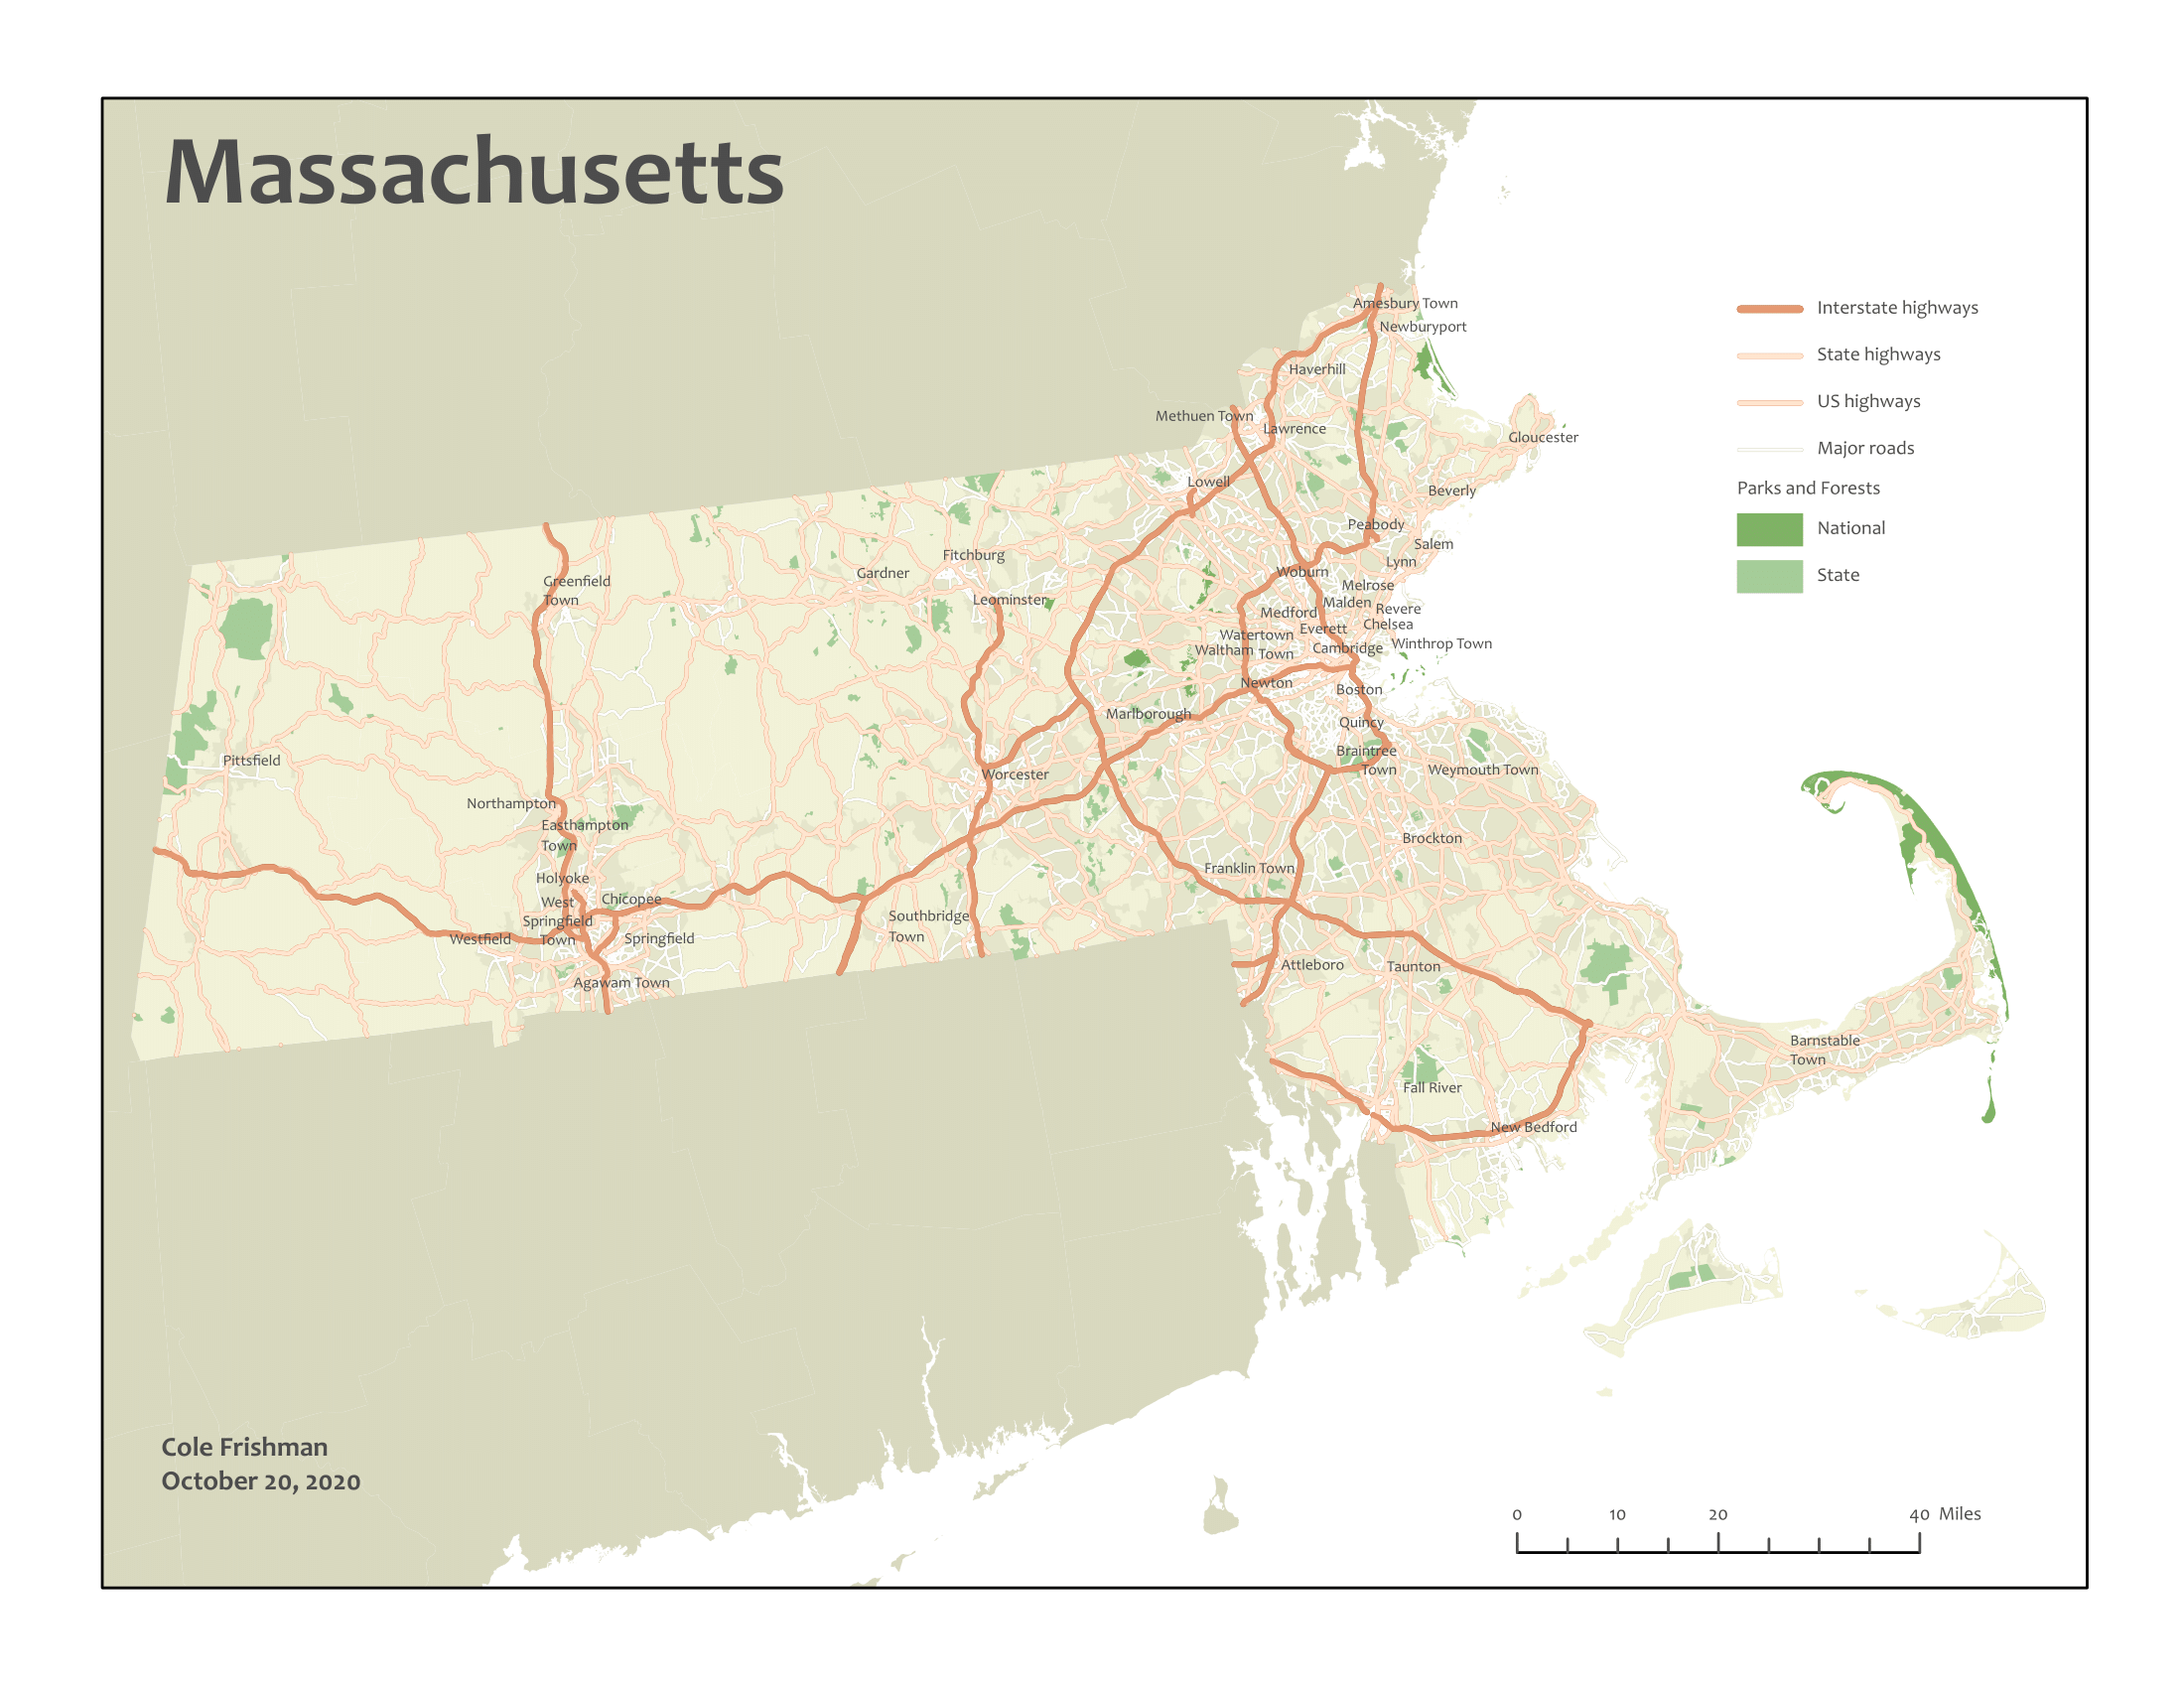 Massachusetts
Interstate highways
State highways
US highways
Major roads
Parks and Forests
National
State
Amesbury Town
Newburyport
Haverhill
Methuen Town
Lawrence
Gloucester
Lowell
Beverly
Peabody
Salem
Fitchburg
Lynn
Gardner
Woburn
Greenfield
Town
Melrose
Leominster
Malden
Revere
Medford
Chelsea
Everett
Watertown
Town
Winthrop Town
Cambridge
Waltham
Newton
Boston
Marlborough
Quincy
Braintree
Town
Pittsfield
Weymouth Town
Worcester
Northampton
Easthampton
Town
Brockton
Franklin Town
Holyoke
Chicopee
West
Springfield
Town
Southbridge
Town
Westfield
Springfield
Attleboro
Taunton
Agawam Town
Barnstable
Town
Fall River
New Bedford
Cole Frishman
October 20, 2020
0 10 20 40 Miles